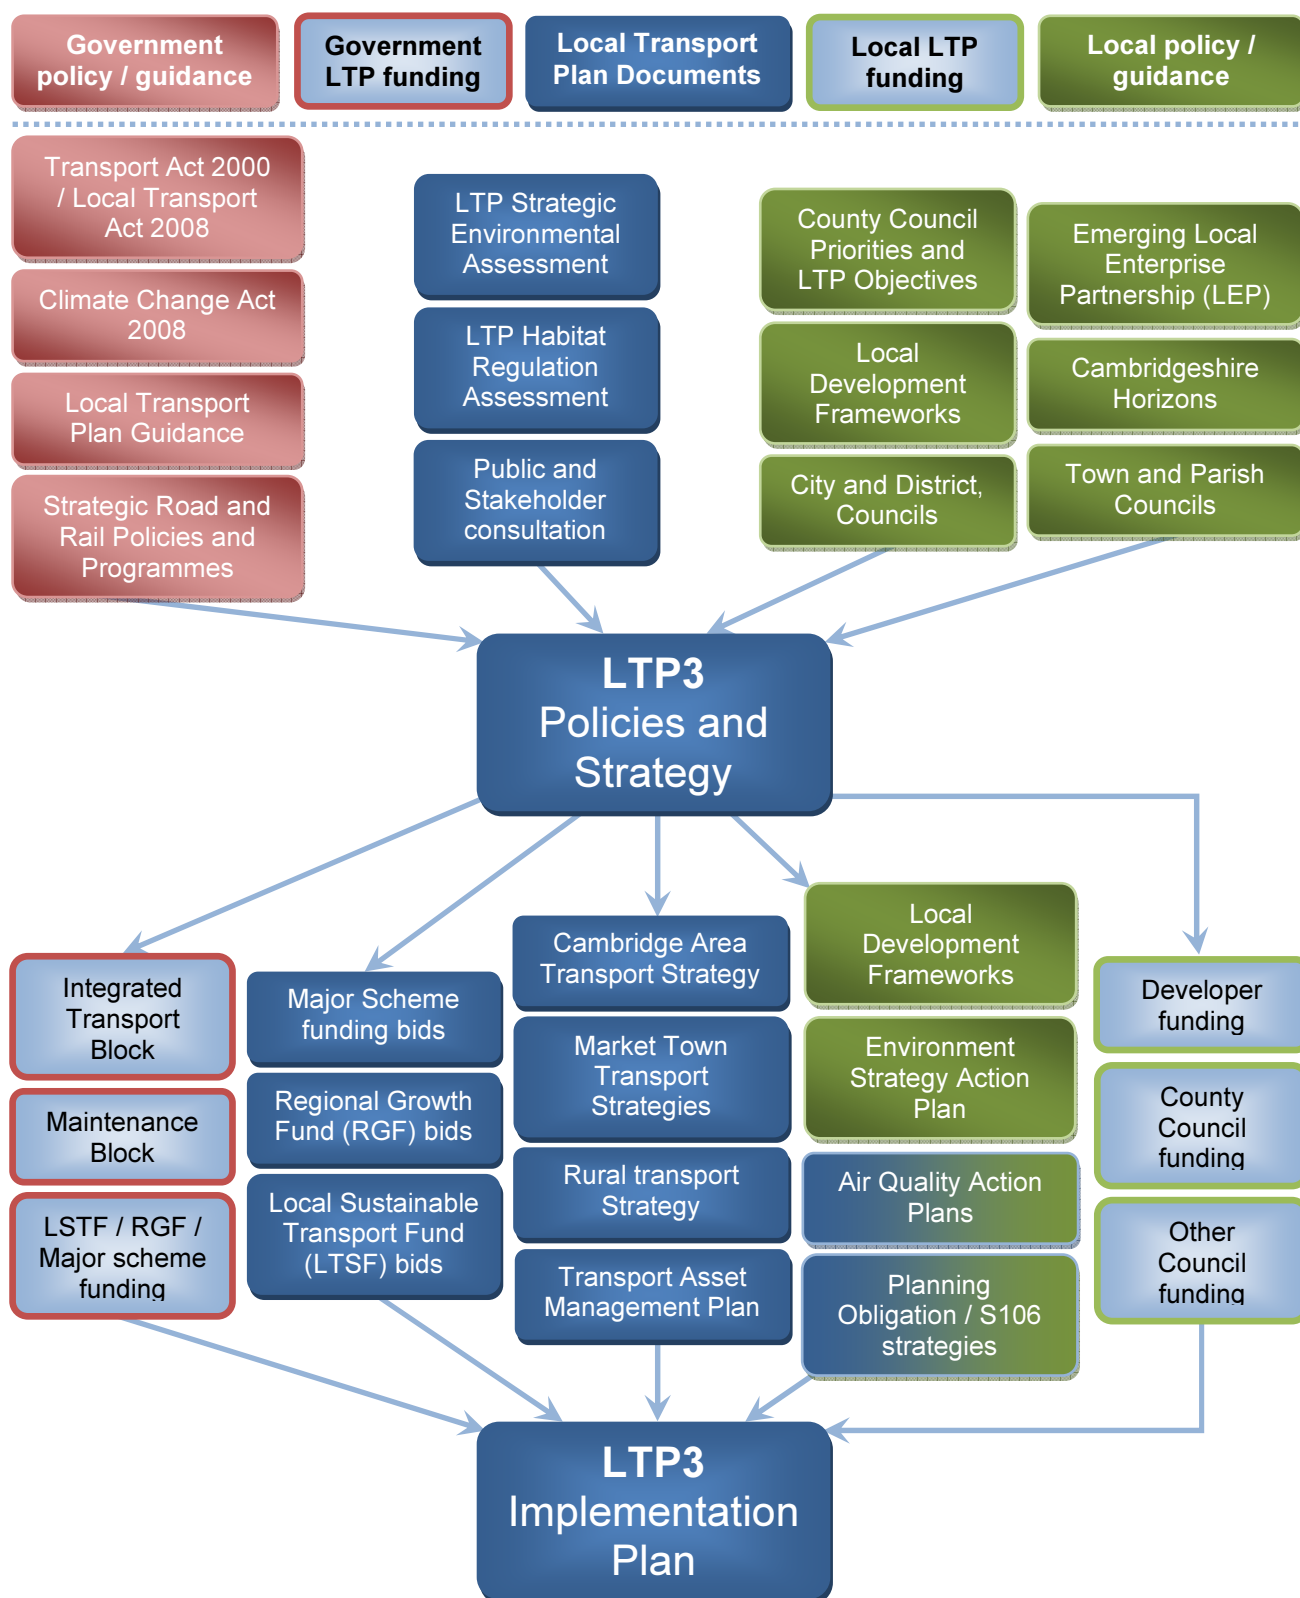 Government
policy / guidance
Government
LTP funding
Local Transport
Plan Documents
Local LTP
funding
Local policy /
guidance
Transport Act 2000
/ Local Transport
Act 2008
Climate Change Act
2008
Local Transport
Plan Guidance
Strategic Road and
Rail Policies and
Programmes
LTP Strategic
Environmental
Assessment
LTP Habitat
Regulation
Assessment
Public and
Stakeholder
consultation
County Council
Priorities and
LTP Objectives
Local
Development
Frameworks
City and District,
Councils
Emerging Local
Enterprise
Partnership (LEP)
Cambridgeshire
Horizons
Town and Parish
Councils
LTP3
Policies and
Strategy
Integrated
Transport
Block
Maintenance
Block
LSTF / RGF /
Major scheme
funding
Major Scheme
funding bids
Regional Growth
Fund (RGF) bids
Local Sustainable
Transport Fund
(LTSF) bids
Cambridge Area
Transport Strategy
Market Town
Transport
Strategies
Rural transport
Strategy
Transport Asset
Management Plan
Local
Development
Frameworks
Environment
Strategy Action
Plan
Air Quality Action
Plans
Planning
Obligation / S106
strategies
Developer
funding
County
Council
funding
Other
Council
funding
LTP3
Implementation
Plan